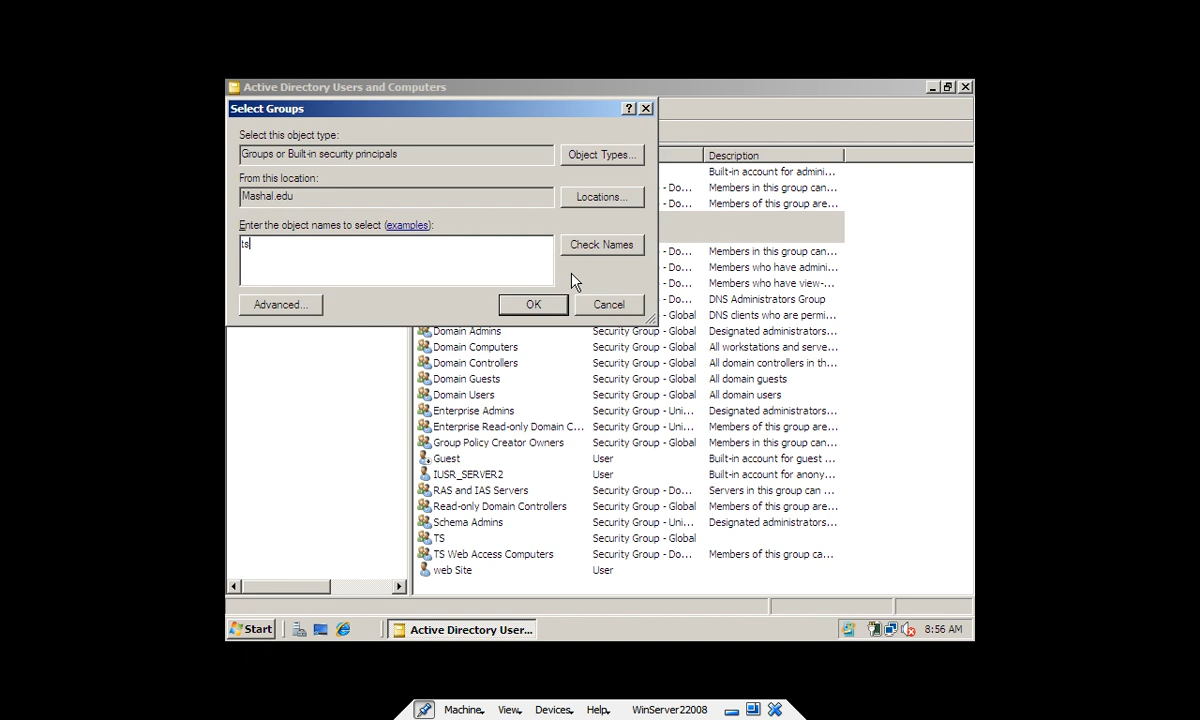 Active Directory Users and Computers
Select Groups
Select this object type:
Groups or Built-in security principals
Object Types...
From this location:
Mashal.edu
Locations...
Enter the object names to select (examples):
ts
Check Names
Advanced...
OK
Cancel
Description
Built-in account for admini...
- Do... Members in this group can...
- Do... Members of this group are...
- Do... Members in this group can...
- Do... Members who have admini...
- Do... Members who have view-...
- Do... DNS Administrators Group
- Global DNS clients who are permi...
Domain Admins Security Group - Global Designated administrators...
Domain Computers Security Group - Global All workstations and serve...
Domain Controllers Security Group - Global All domain controllers in th...
Domain Guests Security Group - Global All domain guests
Domain Users Security Group - Global All domain users
Enterprise Admins Security Group - Uni... Designated administrators...
Enterprise Read-only Domain C... Security Group - Uni... Members of this group are...
Group Policy Creator Owners Security Group - Global Members in this group can...
Guest User Built-in account for guest ...
IUSR_SERVER2 User Built-in account for anony...
RAS and IAS Servers Security Group - Do... Servers in this group can ...
Read-only Domain Controllers Security Group - Global Members of this group are...
Schema Admins Security Group - Uni... Designated administrators...
TS Security Group - Global
TS Web Access Computers Security Group - Do... Members of this group ca...
web Site User
Start
Active Directory User...
8:56 AM
Machine View Devices Help WinServer22008